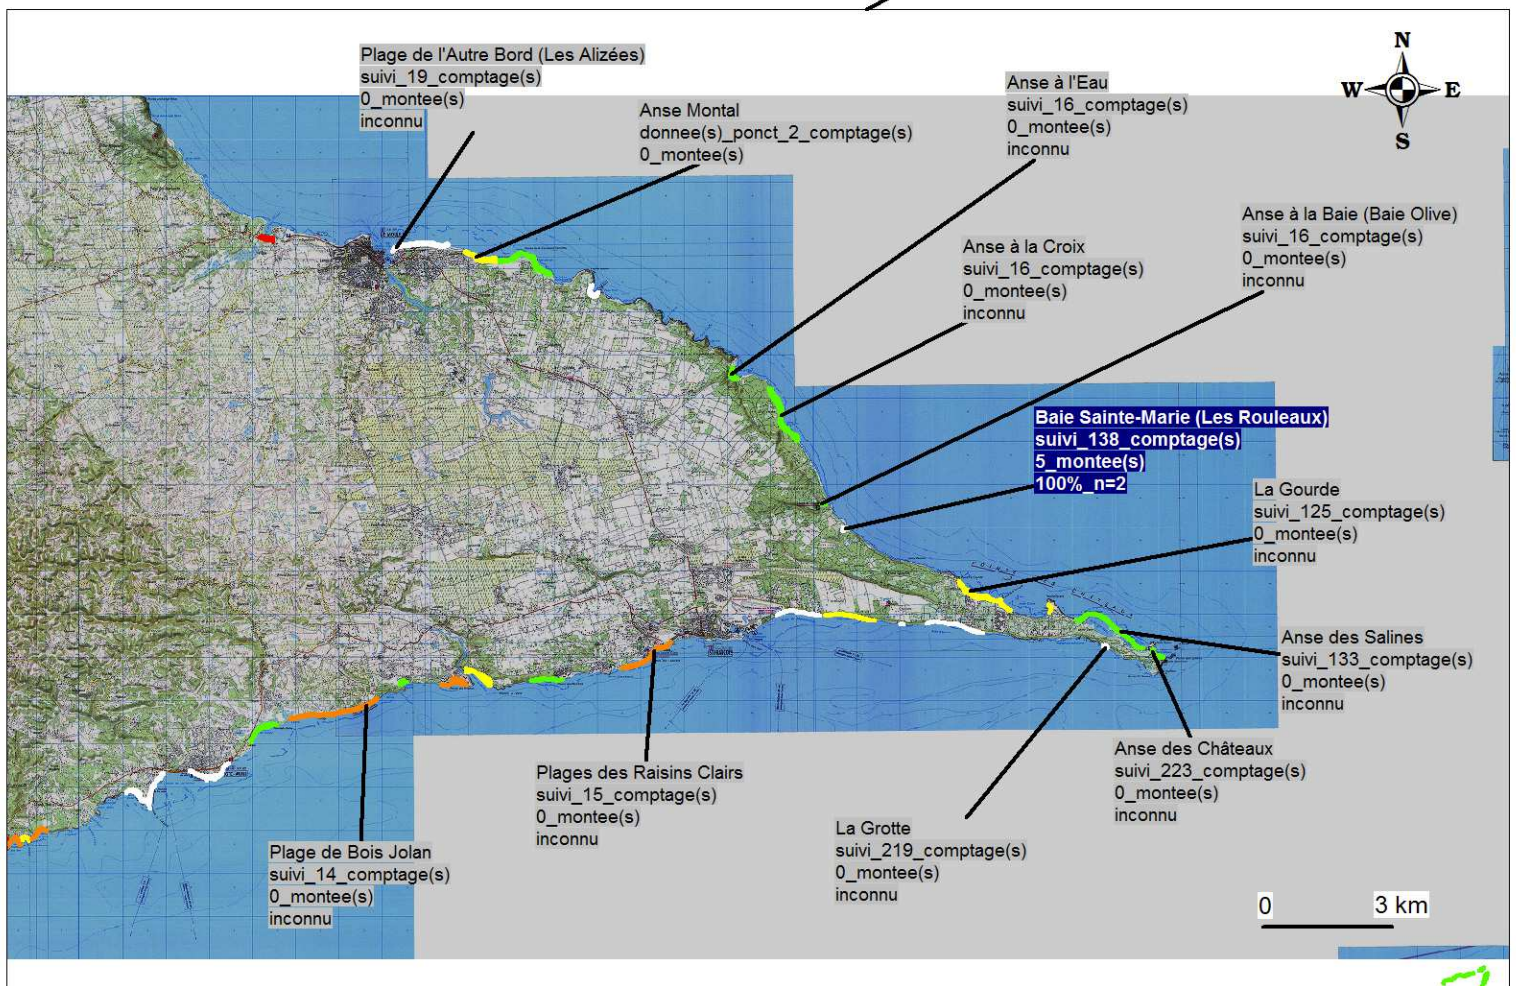 N
W E
S
Plage de l'Autre Bord (Les Alizées)
suivi_19_comptage(s)
0_montee(s)
inconnu
Anse Montal
donnee(s)_ponct_2_comptage(s)
0_montee(s)
Anse à l'Eau
suivi_16_comptage(s)
0_montee(s)
inconnu
Anse à la Croix
suivi_16_comptage(s)
0_montee(s)
inconnu
Anse à la Baie (Baie Olive)
suivi_16_comptage(s)
0_montee(s)
inconnu
Baie Sainte-Marie (Les Rouleaux)
suivi_138_comptage(s)
5_montee(s)
100%_n=2
La Gourde
suivi_125_comptage(s)
0_montee(s)
inconnu
Anse des Salines
suivi_133_comptage(s)
0_montee(s)
inconnu
Anse des Châteaux
suivi_223_comptage(s)
0_montee(s)
inconnu
La Grotte
suivi_219_comptage(s)
0_montee(s)
inconnu
Plages des Raisins Clairs
suivi_15_comptage(s)
0_montee(s)
inconnu
Plage de Bois Jolan
suivi_14_comptage(s)
0_montee(s)
inconnu
0 3 km